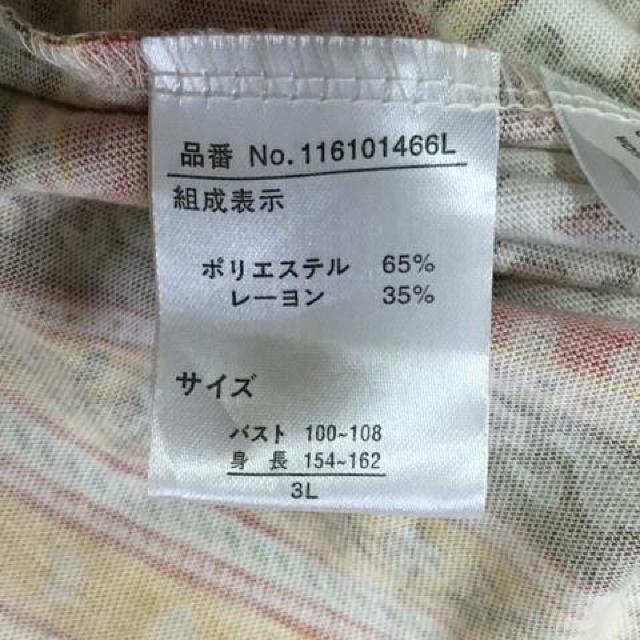 品番 No.116101466L
組成表示
ポリエステル 65%
レーヨン 35%
サイズ
バスト 100~108
身長 154~162
3L